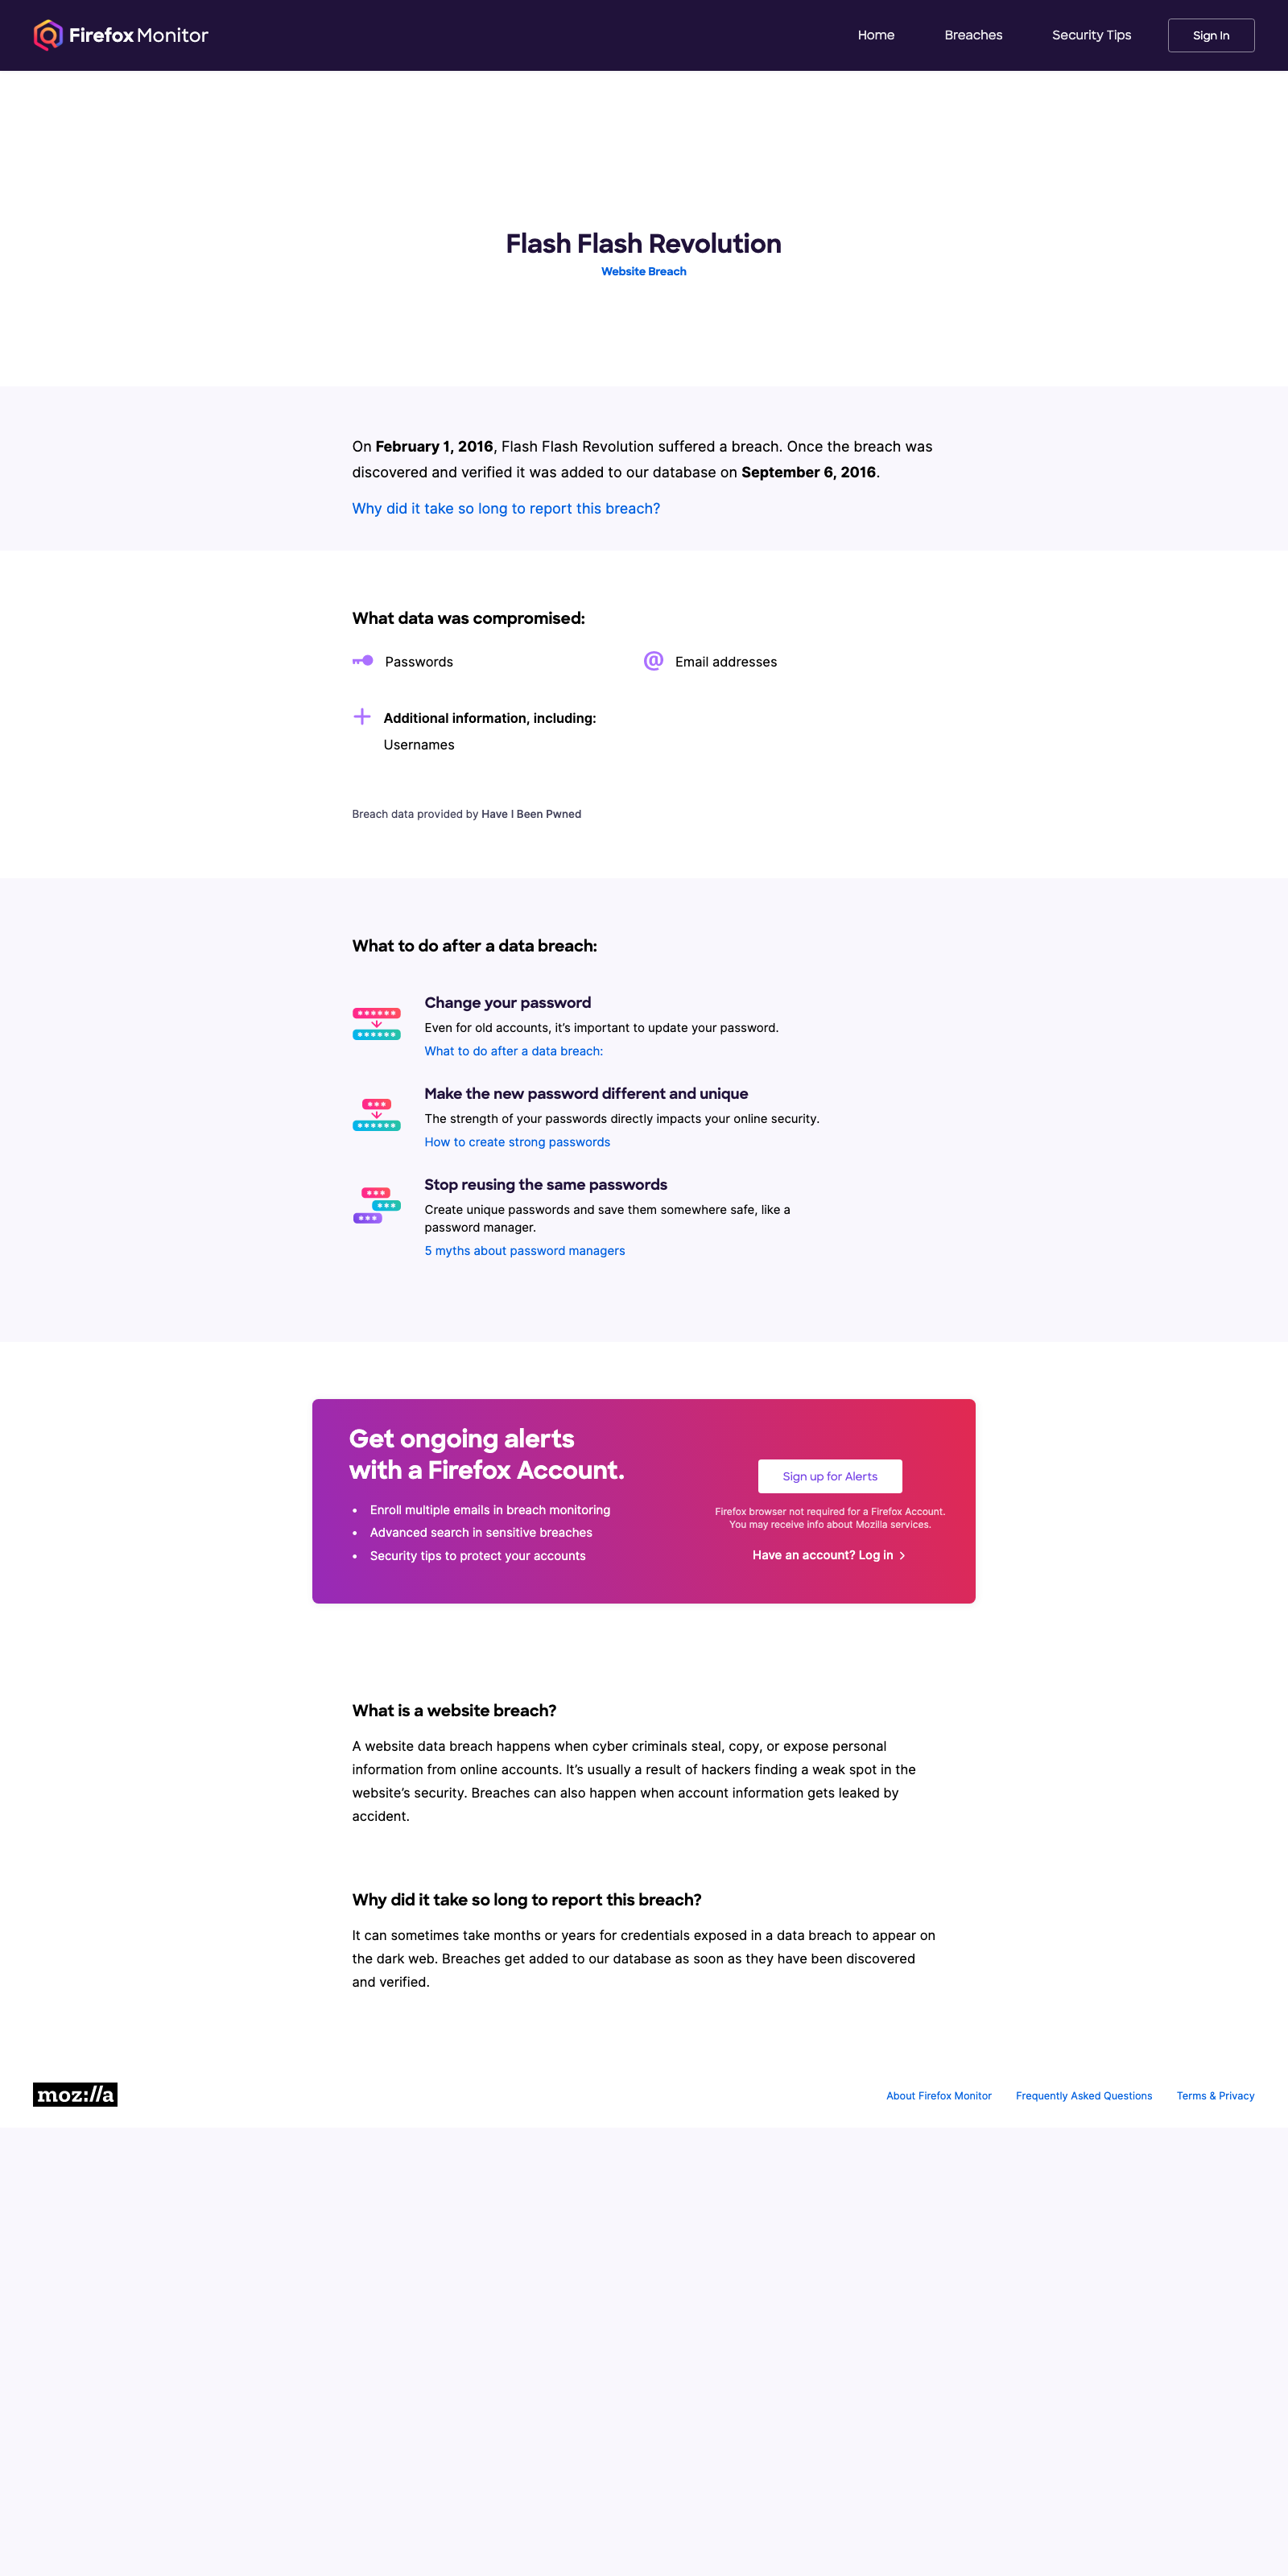 Firefox Monitor
Home
Breaches
Security Tips
Sign In
Flash Flash Revolution
Website Breach
On February 1, 2016, Flash Flash Revolution suffered a breach. Once the breach was
discovered and verified it was added to our database on September 6, 2016.
Why did it take so long to report this breach?
What data was compromised:
Passwords
Email addresses
Additional information, including:
Usernames
Breach data provided by Have I Been Pwned
What to do after a data breach:
Change your password
Even for old accounts, it’s important to update your password.
What to do after a data breach:
Make the new password different and unique
The strength of your passwords directly impacts your online security.
How to create strong passwords
Stop reusing the same passwords
Create unique passwords and save them somewhere safe, like a
password manager.
5 myths about password managers
Get ongoing alerts
with a Firefox Account.
• Enroll multiple emails in breach monitoring
• Advanced search in sensitive breaches
• Security tips to protect your accounts
Sign up for Alerts
Firefox browser not required for a Firefox Account.
You may receive info about Mozilla services.
Have an account? Log in
What is a website breach?
A website data breach happens when cyber criminals steal, copy, or expose personal
information from online accounts. It’s usually a result of hackers finding a weak spot in the
website’s security. Breaches can also happen when account information gets leaked by
accident.
Why did it take so long to report this breach?
It can sometimes take months or years for credentials exposed in a data breach to appear on
the dark web. Breaches get added to our database as soon as they have been discovered
and verified.
moz://a
About Firefox Monitor
Frequently Asked Questions
Terms & Privacy